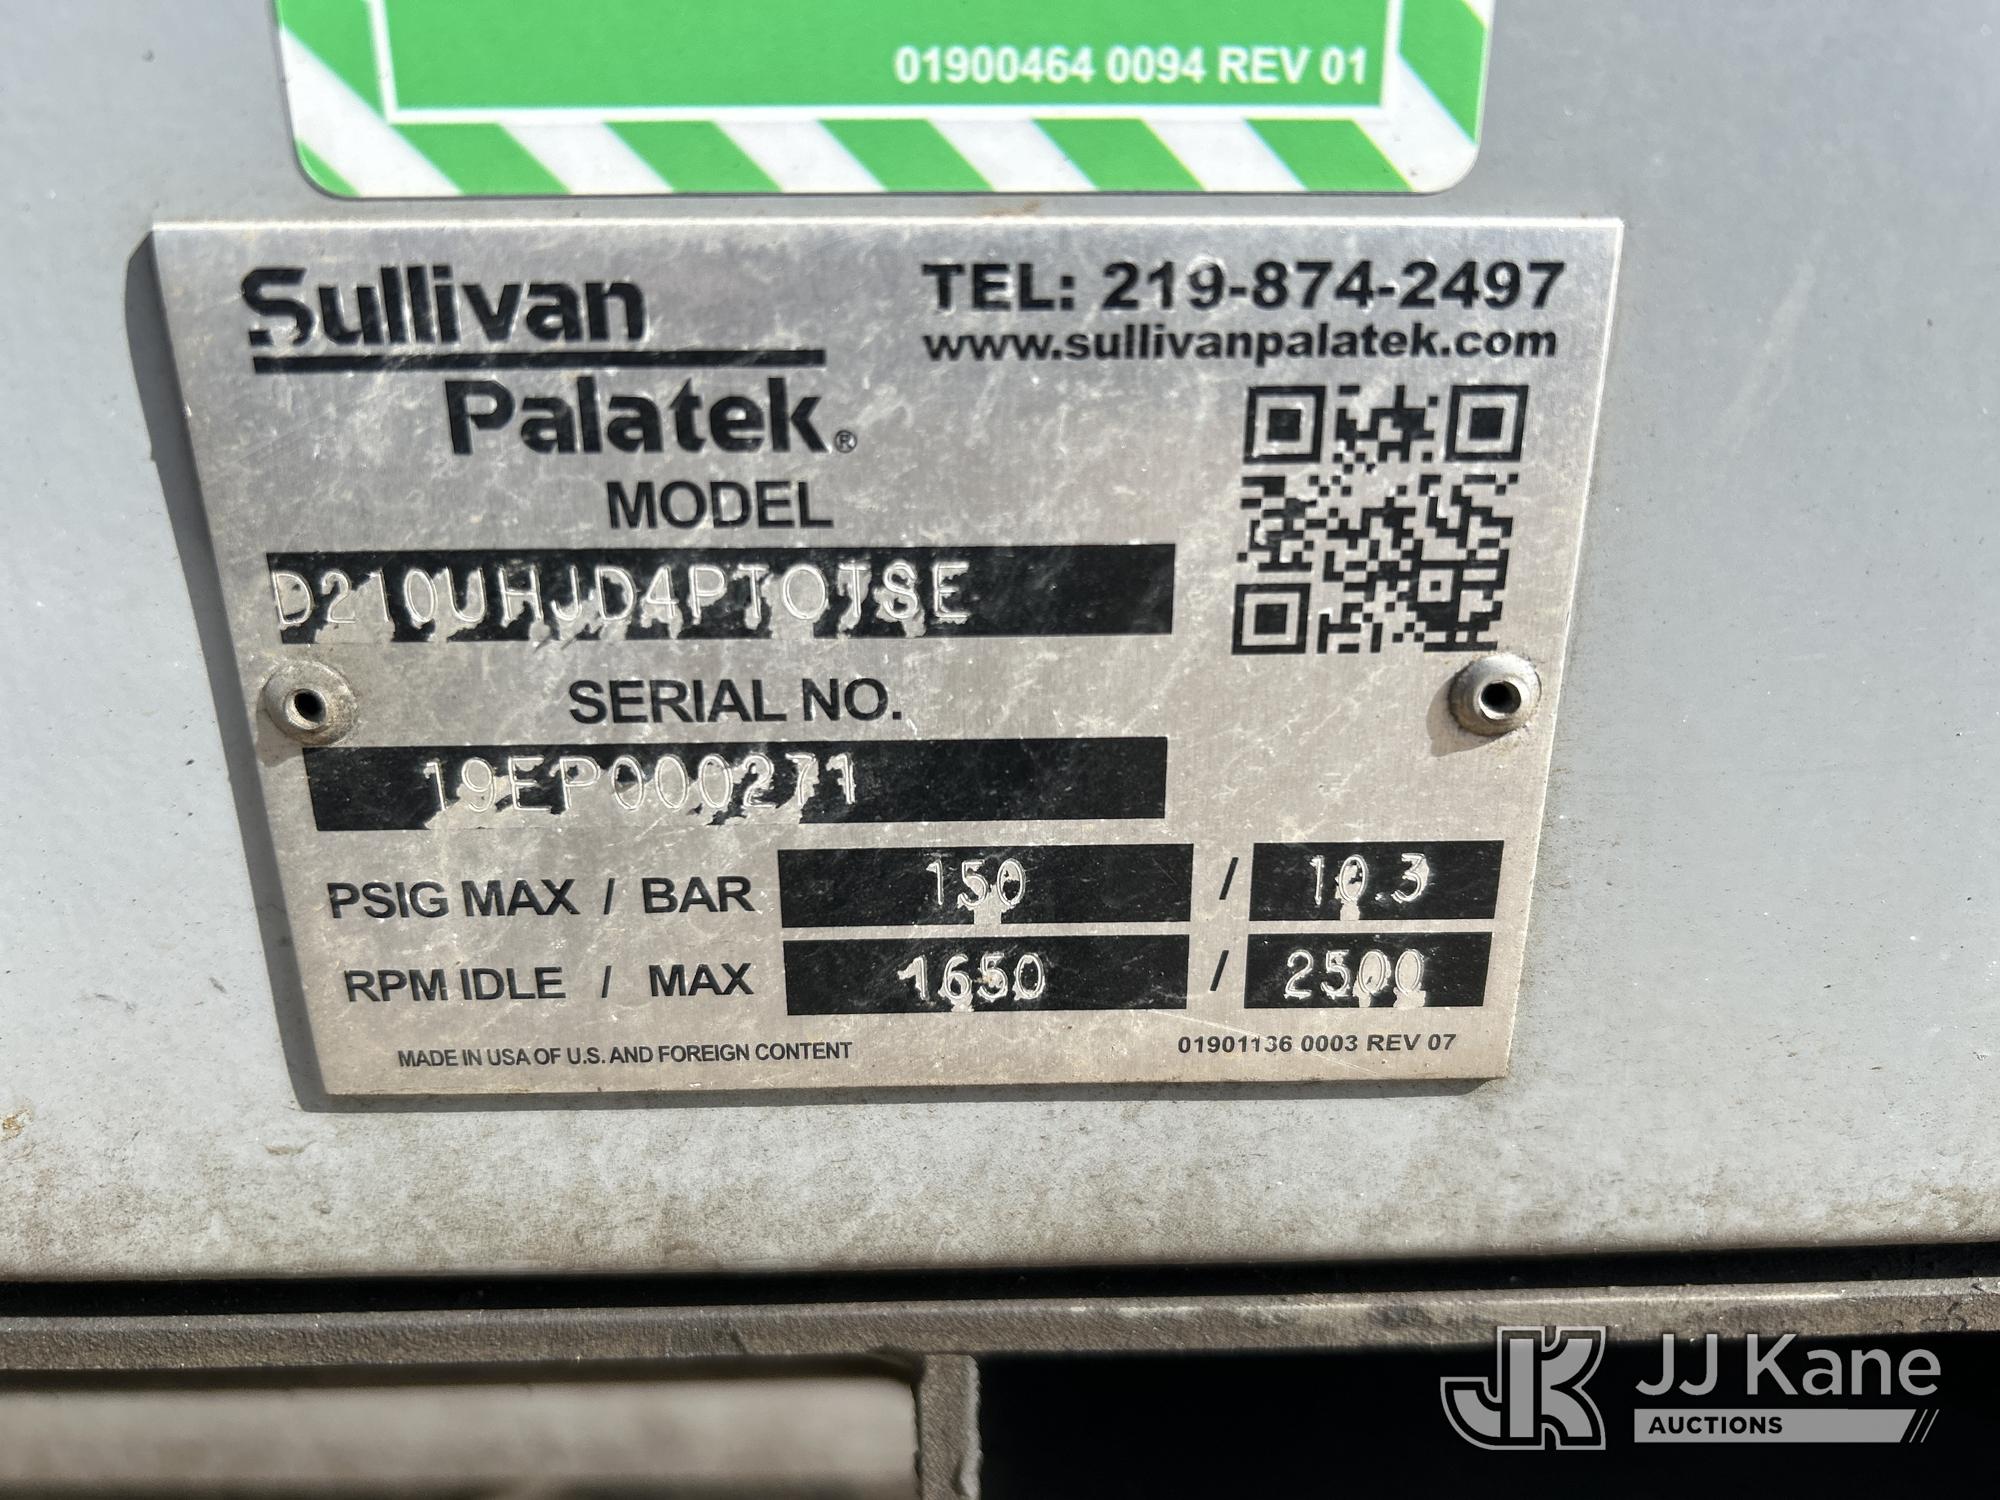 01900464 0094 REV 01
Sullivan
Palatek®
TEL: 219-874-2497
www.sullivanpalatek.com
MODEL
D210UHJD4PTOTSE
SERIAL NO.
19EP000271
PSIG MAX / BAR 150 / 10.3
RPM IDLE / MAX 1650 / 2500
MADE IN USA OF U.S. AND FOREIGN CONTENT
01901136 0003 REV 07
JK JJ Kane
AUCTIONS